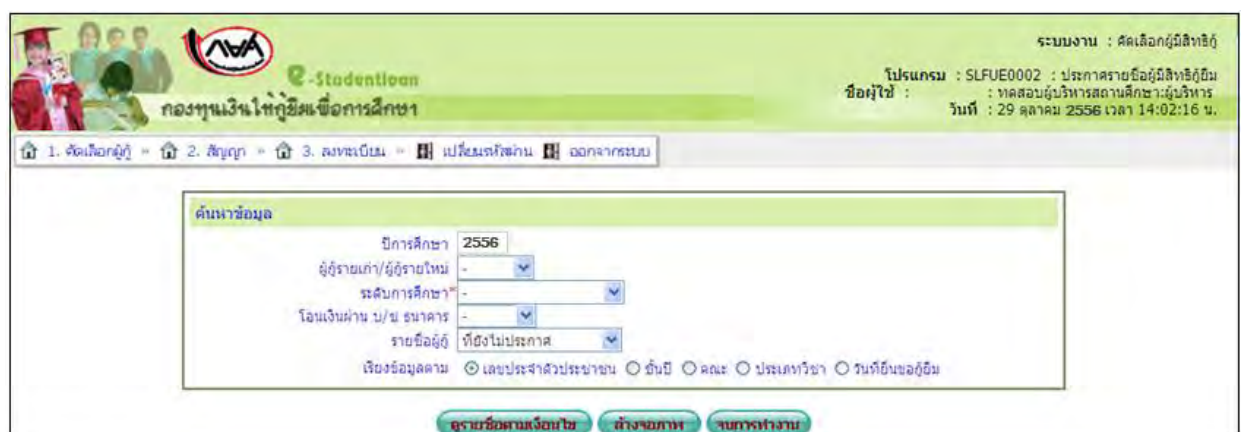 ระบบงาน : คัดเลือกผู้มีสิทธิกู้
e-Studentloan
โปรแกรม : SLFUE0002 : ประกาศรายชื่อผู้มีสิทธิกู้ยืม
ชื่อผู้ใช้ : : ทดสอบผู้บริหารสถานศึกษา:ผู้บริหาร
กองทุนเงินให้กู้ยืมเพื่อการศึกษา
วันที่ : 29 ตุลาคม 2556 เวลา 14:02:16 น.
1. คัดเลือกผู้กู้ » 2. สัญญา » 3. ลงทะเบียน » เปลี่ยนรหัสผ่าน ออกจากระบบ
ค้นหาข้อมูล
ปีการศึกษา 2556
ผู้กู้รายเก่า/ผู้กู้รายใหม่ -
ระดับการศึกษา* -
โอนเงินผ่าน บ/ช ธนาคาร -
รายชื่อผู้กู้ ที่ยังไม่ประกาศ
เรียงข้อมูลตาม เลขประจำตัวประชาชน ชั้นปี คณะ ประเภทวิชา วันที่ยื่นขอกู้ยืม
ดูรายชื่อตามเงื่อนไข ล้างจอภาพ จบการทำงาน